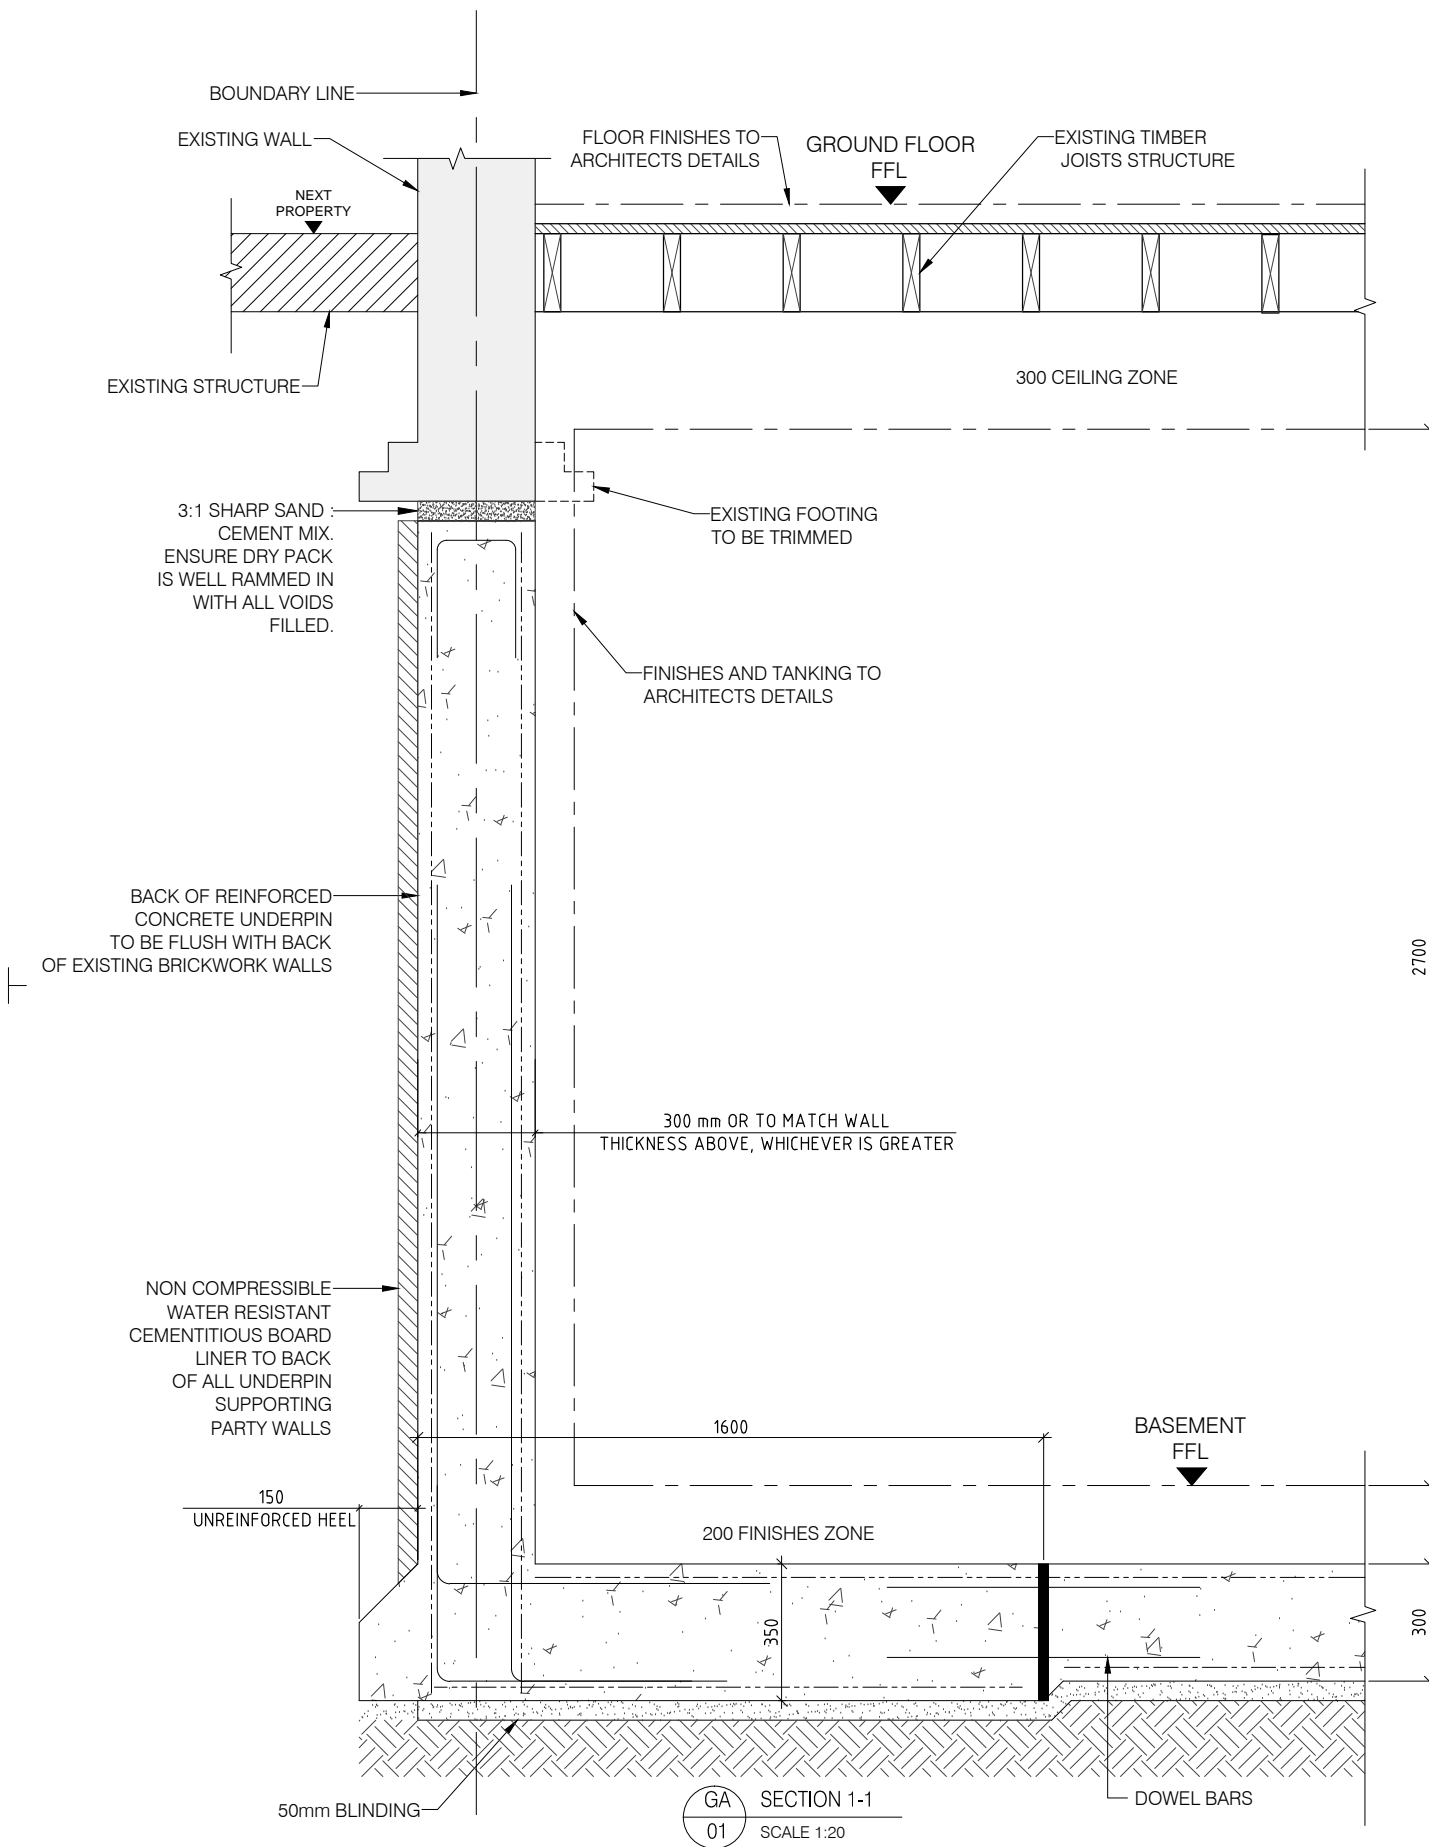 BOUNDARY LINE
EXISTING WALL
NEXT
PROPERTY
FLOOR FINISHES TO
ARCHITECTS DETAILS
GROUND FLOOR
FFL
EXISTING TIMBER
JOISTS STRUCTURE
EXISTING STRUCTURE
300 CEILING ZONE
3:1 SHARP SAND :
CEMENT MIX.
ENSURE DRY PACK
IS WELL RAMMED IN
WITH ALL VOIDS
FILLED.
EXISTING FOOTING
TO BE TRIMMED
FINISHES AND TANKING TO
ARCHITECTS DETAILS
BACK OF REINFORCED
CONCRETE UNDERPIN
TO BE FLUSH WITH BACK
OF EXISTING BRICKWORK WALLS
2700
300 mm OR TO MATCH WALL
THICKNESS ABOVE, WHICHEVER IS GREATER
NON COMPRESSIBLE
WATER RESISTANT
CEMENTITIOUS BOARD
LINER TO BACK
OF ALL UNDERPIN
SUPPORTING
PARTY WALLS
1600
BASEMENT
FFL
150
UNREINFORCED HEEL
200 FINISHES ZONE
350
300
50mm BLINDING
DOWEL BARS
GA
01
SECTION 1-1
SCALE 1:20